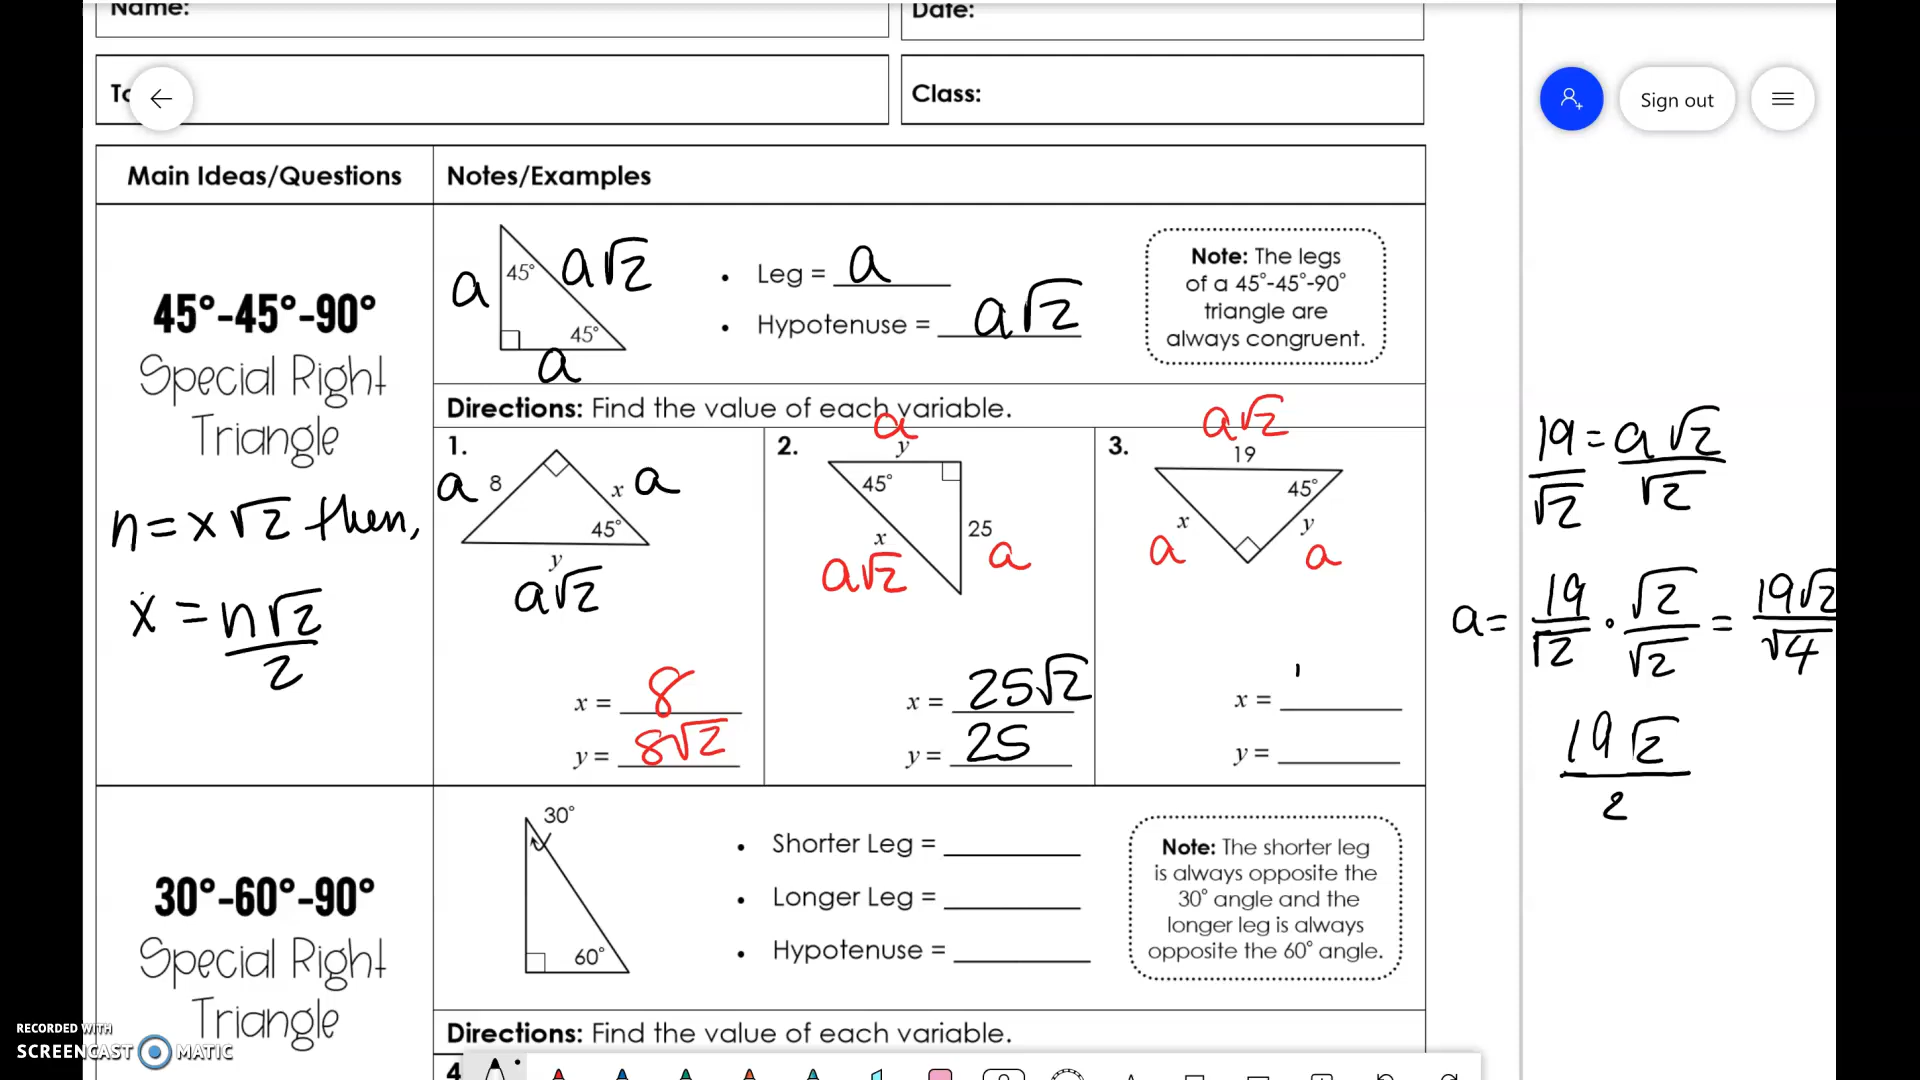 Name:
Date:
To
Class:
Sign out
Main Ideas/Questions
Notes/Examples
45°-45°-90°
Special Right
Triangle
n = x√2 then,
x = n√2/2
a
45°
a√2
45°
a
• Leg = a
• Hypotenuse = a√2
Note: The legs
of a 45°-45°-90°
triangle are
always congruent.
Directions: Find the value of each variable.
1.
a 8
x a
45°
y
a√2
x = 8
y = 8√2
2.
a
y
45°
25
a
x
a√2
x = 25√2
y = 25
3.
a√2
19
45°
x
a
y
a
x =
y =
19/√2 = a√2/√2
a = 19/√2 · √2/√2 = 19√2/√4
19√2/2
30°-60°-90°
Special Right
Triangle
30°
60°
• Shorter Leg =
• Longer Leg =
• Hypotenuse =
Note: The shorter leg
is always opposite the
30° angle and the
longer leg is always
opposite the 60° angle.
Directions: Find the value of each variable.
4
RECORDED WITH
SCREENCAST MATIC